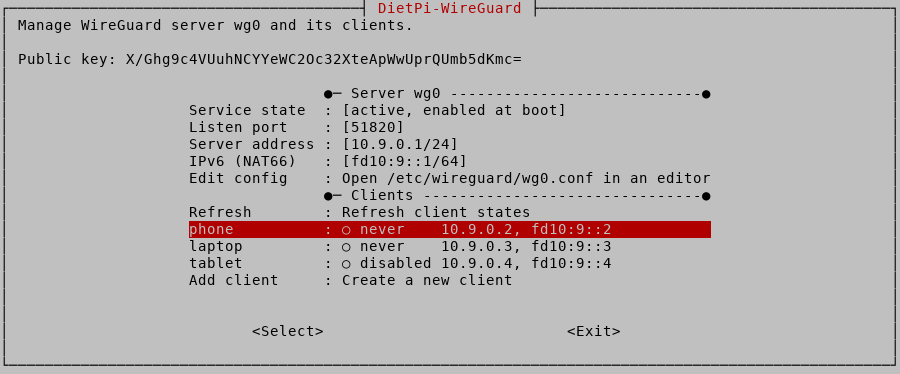 DietPi-WireGuard
Manage WireGuard server wg0 and its clients.
Public key: X/Ghg9c4VUuhNCYYeWC2Oc32XteApWwUprQUmb5dKmc=
●─ Server wg0 ----------------------------●
Service state : [active, enabled at boot]
Listen port : [51820]
Server address : [10.9.0.1/24]
IPv6 (NAT66) : [fd10:9::1/64]
Edit config : Open /etc/wireguard/wg0.conf in an editor
●─ Clients -------------------------------●
Refresh : Refresh client states
phone : ○ never 10.9.0.2, fd10:9::2
laptop : ○ never 10.9.0.3, fd10:9::3
tablet : ○ disabled 10.9.0.4, fd10:9::4
Add client : Create a new client
<Select> <Exit>